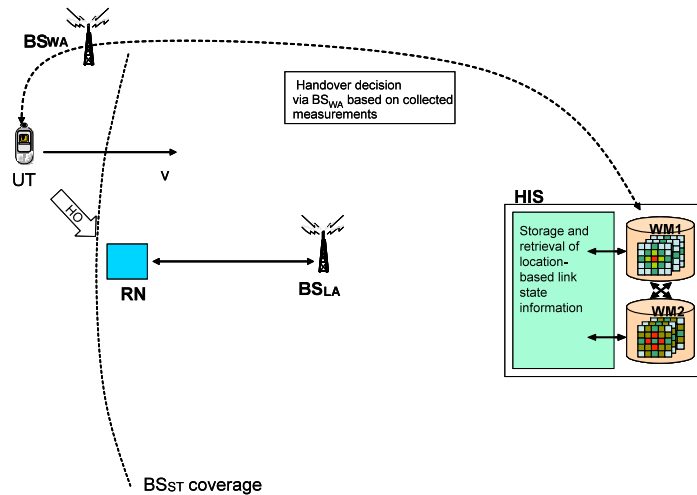 BSWA
Handover decision
via BSWA based on collected
measurements
UT
v
HO
HIS
Storage and
retrieval of
location-
based link
state
information
WM1
WM2
RN
BSLA
BSST coverage